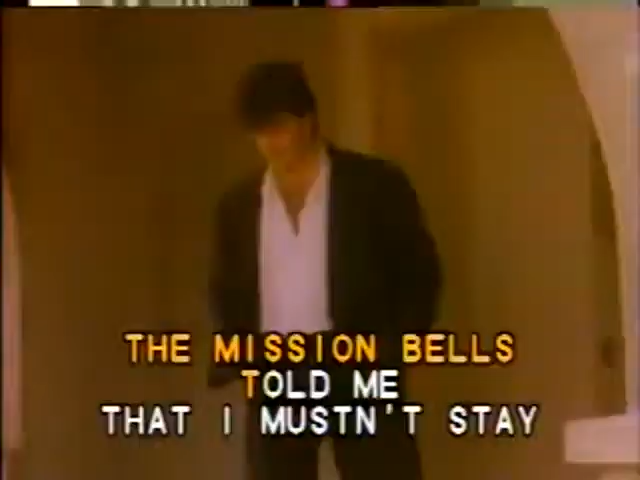 THE MISSION BELLS
TOLD ME
THAT I MUSTN'T STAY